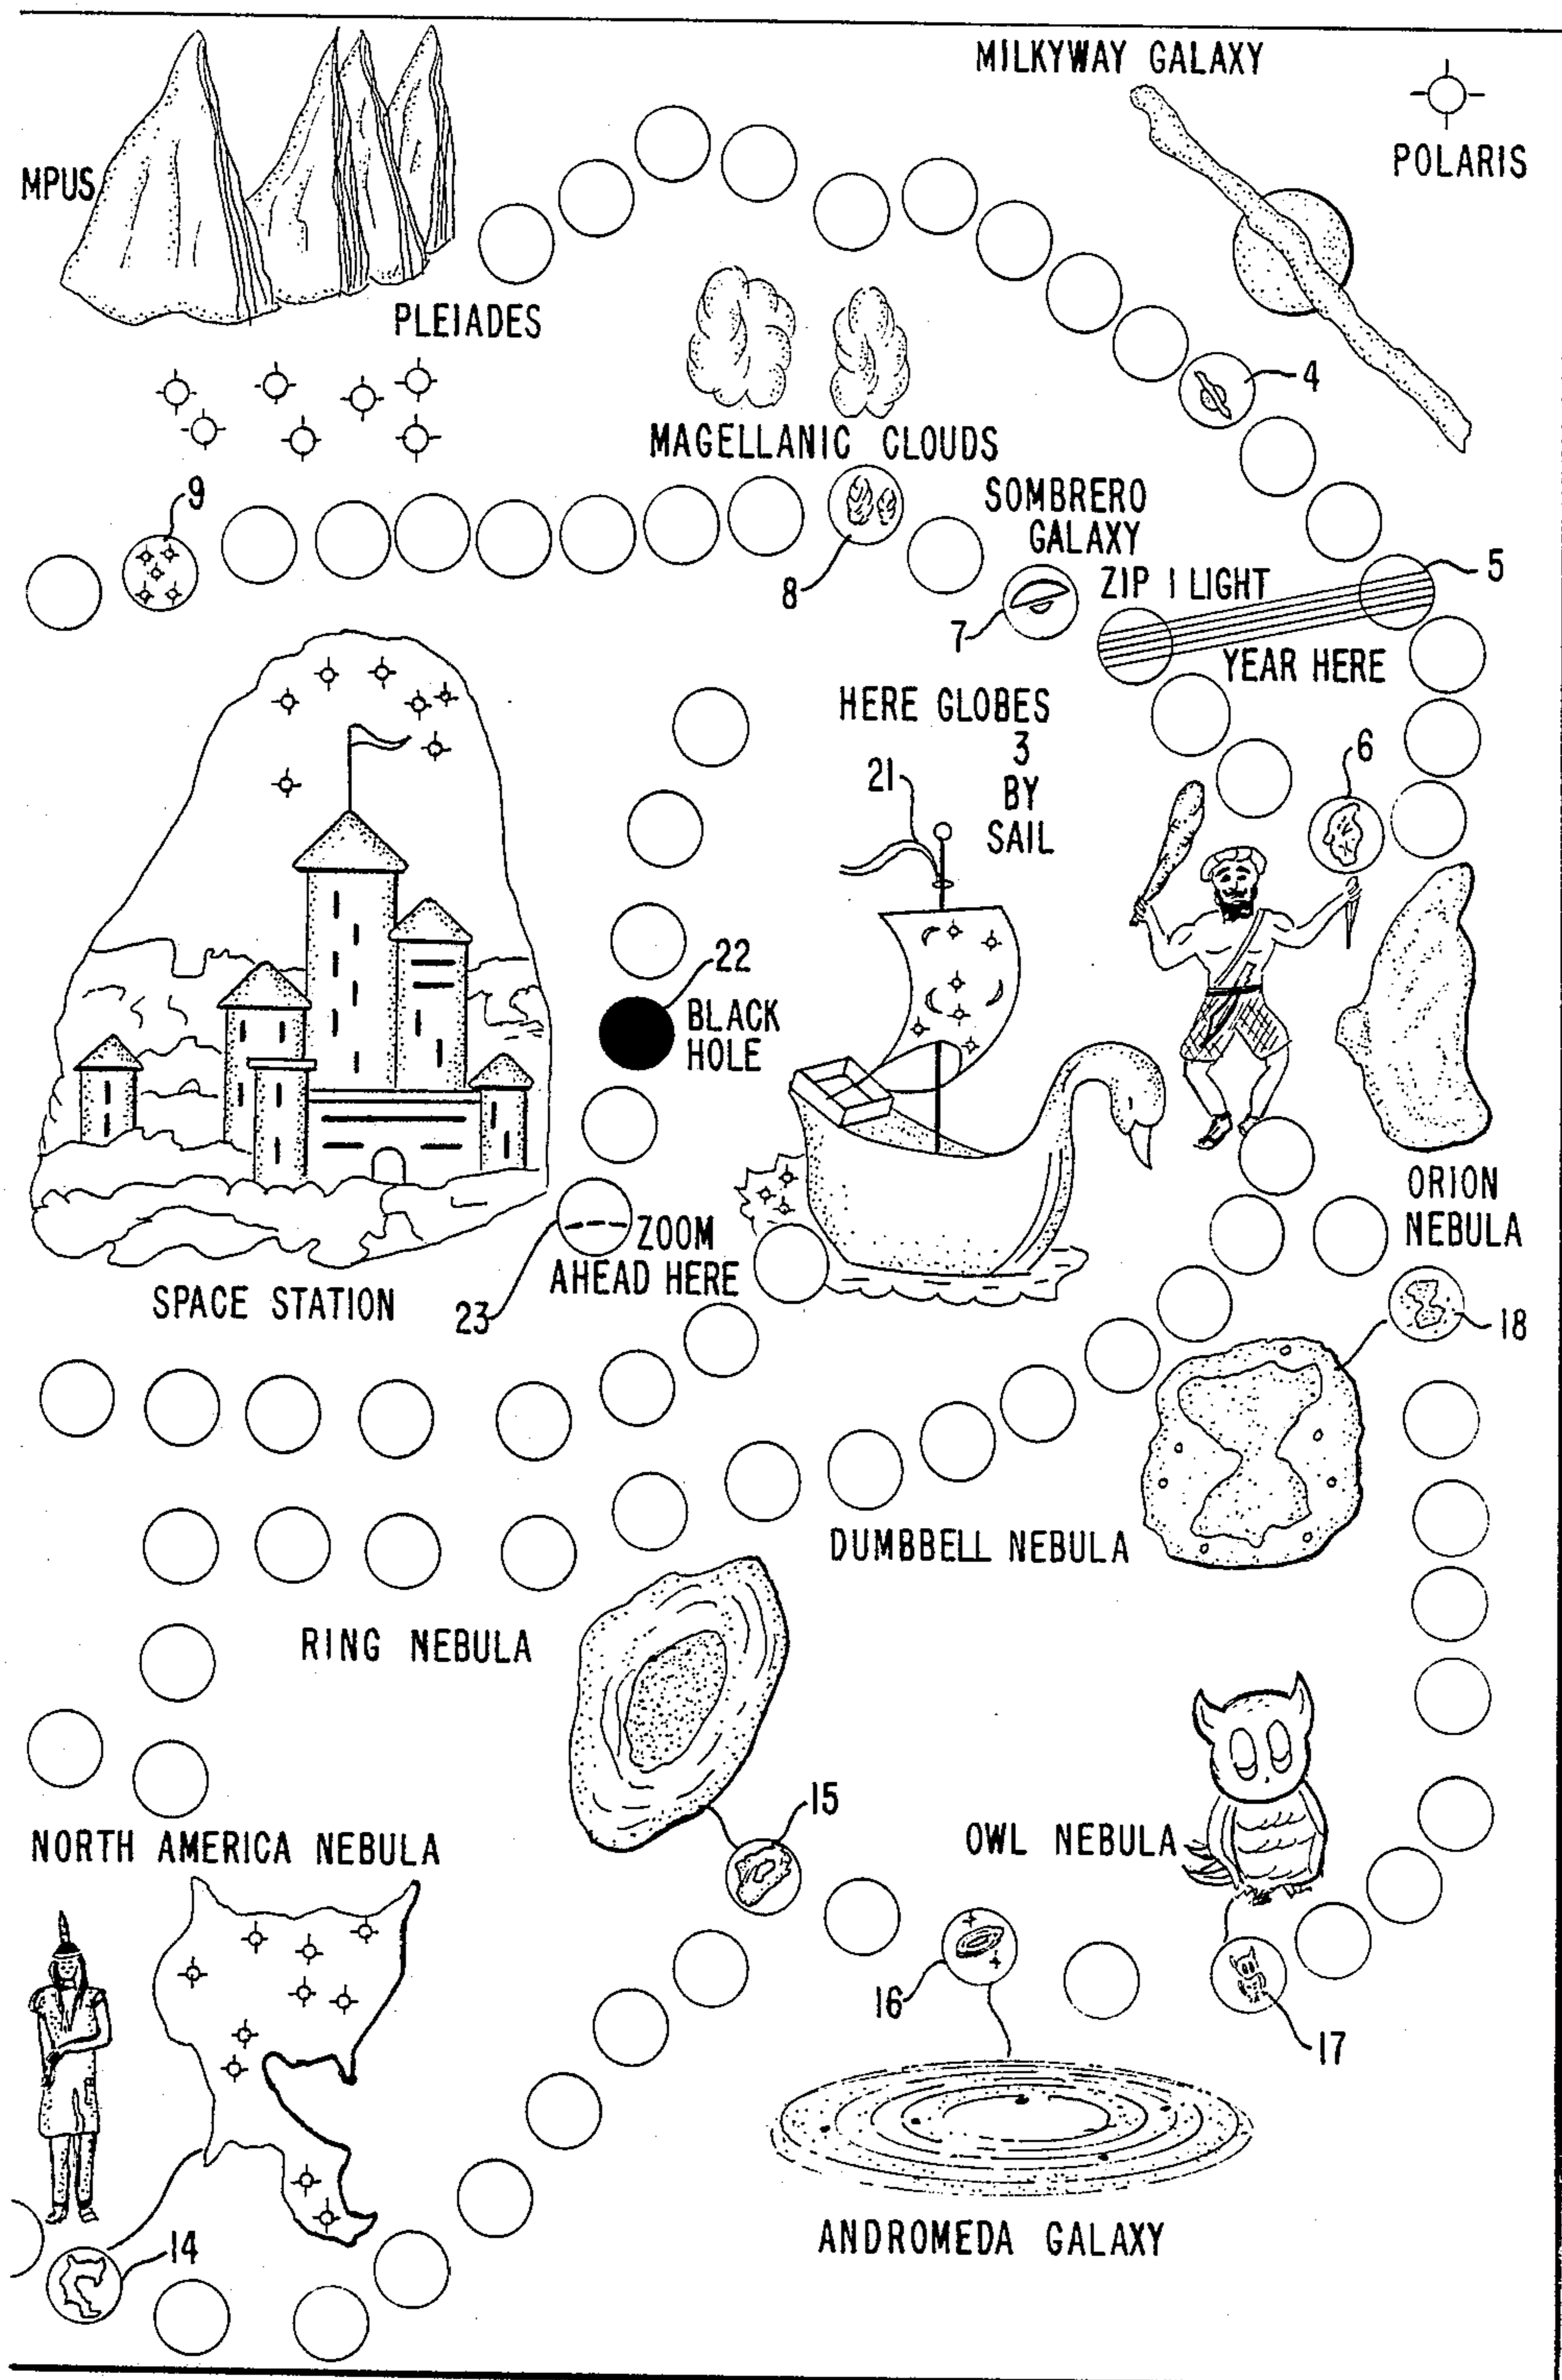 MILKYWAY GALAXY
POLARIS
MPUS
PLEIADES
4
MAGELLANIC CLOUDS
9
SOMBRERO
GALAXY
8
7
ZIP 1 LIGHT
5
YEAR HERE
HERE GLOBES
3
BY
SAIL
21
6
22
BLACK
HOLE
ORION
NEBULA
ZOOM
AHEAD HERE
SPACE STATION
23
18
DUMBBELL NEBULA
RING NEBULA
15
NORTH AMERICA NEBULA
OWL NEBULA
16
17
14
ANDROMEDA GALAXY